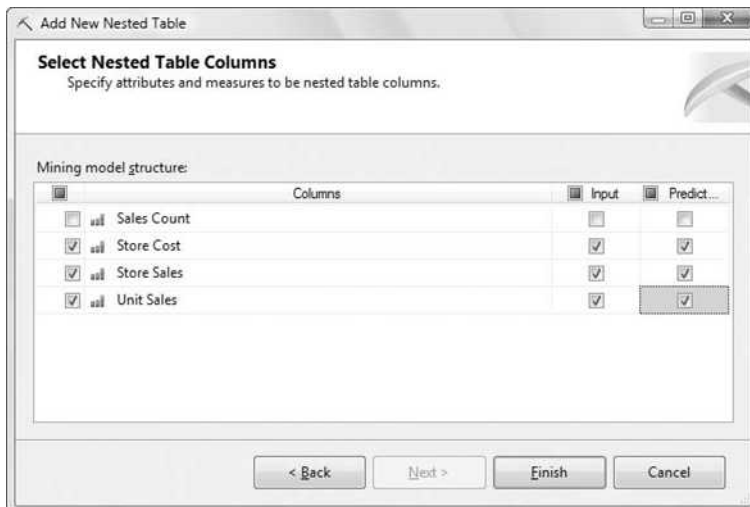 Add New Nested Table
Select Nested Table Columns
Specify attributes and measures to be nested table columns.
Mining model structure:
Columns Input Predict...
Sales Count
Store Cost
Store Sales
Unit Sales
< Back Next > Finish Cancel